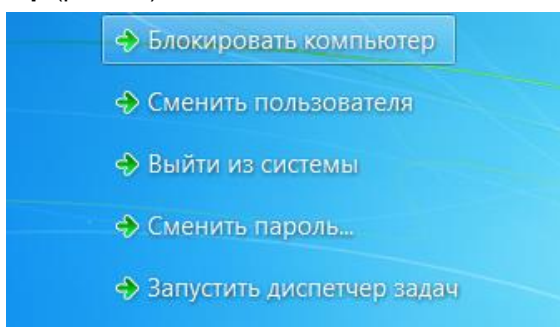 Блокировать компьютер
Сменить пользователя
Выйти из системы
Сменить пароль...
Запустить диспетчер задач